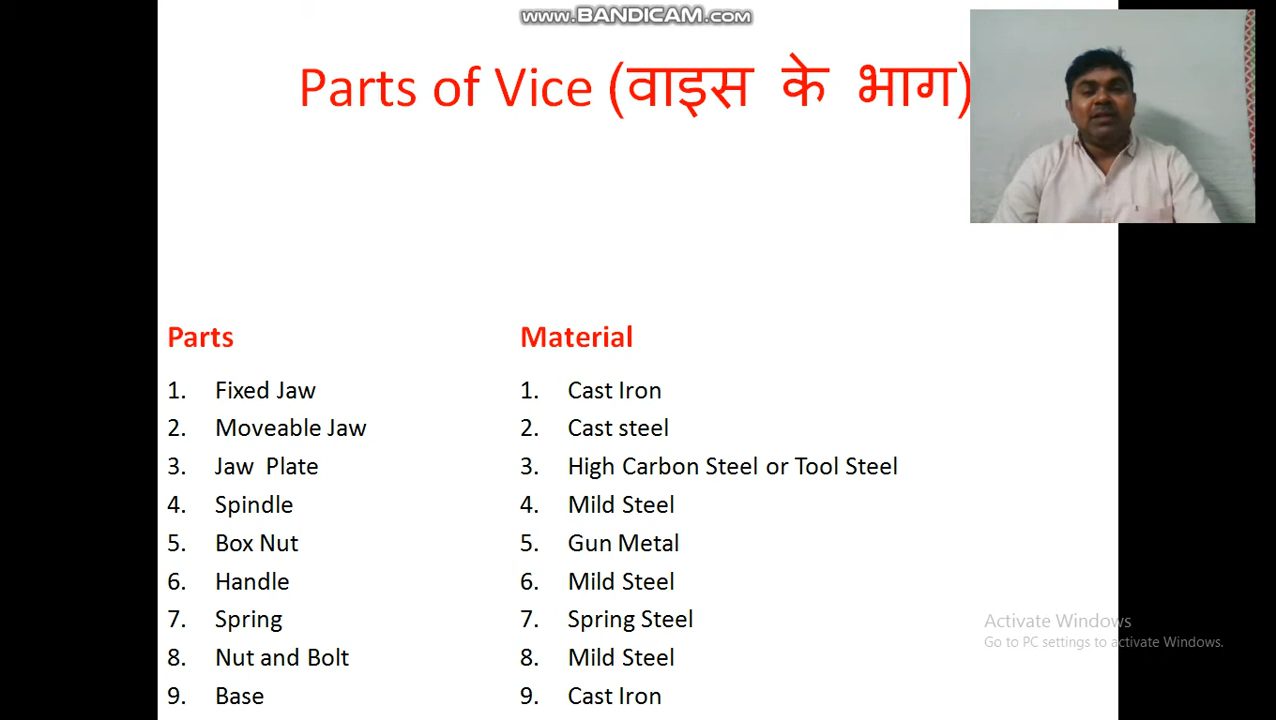 www.BANDICAM.com
Parts of Vice (वाइस के भाग)
Parts Material
1. Fixed Jaw 1. Cast Iron
2. Moveable Jaw 2. Cast steel
3. Jaw Plate 3. High Carbon Steel or Tool Steel
4. Spindle 4. Mild Steel
5. Box Nut 5. Gun Metal
6. Handle 6. Mild Steel
7. Spring 7. Spring Steel
8. Nut and Bolt 8. Mild Steel
9. Base 9. Cast Iron
Activate Windows
Go to PC settings to activate Windows.